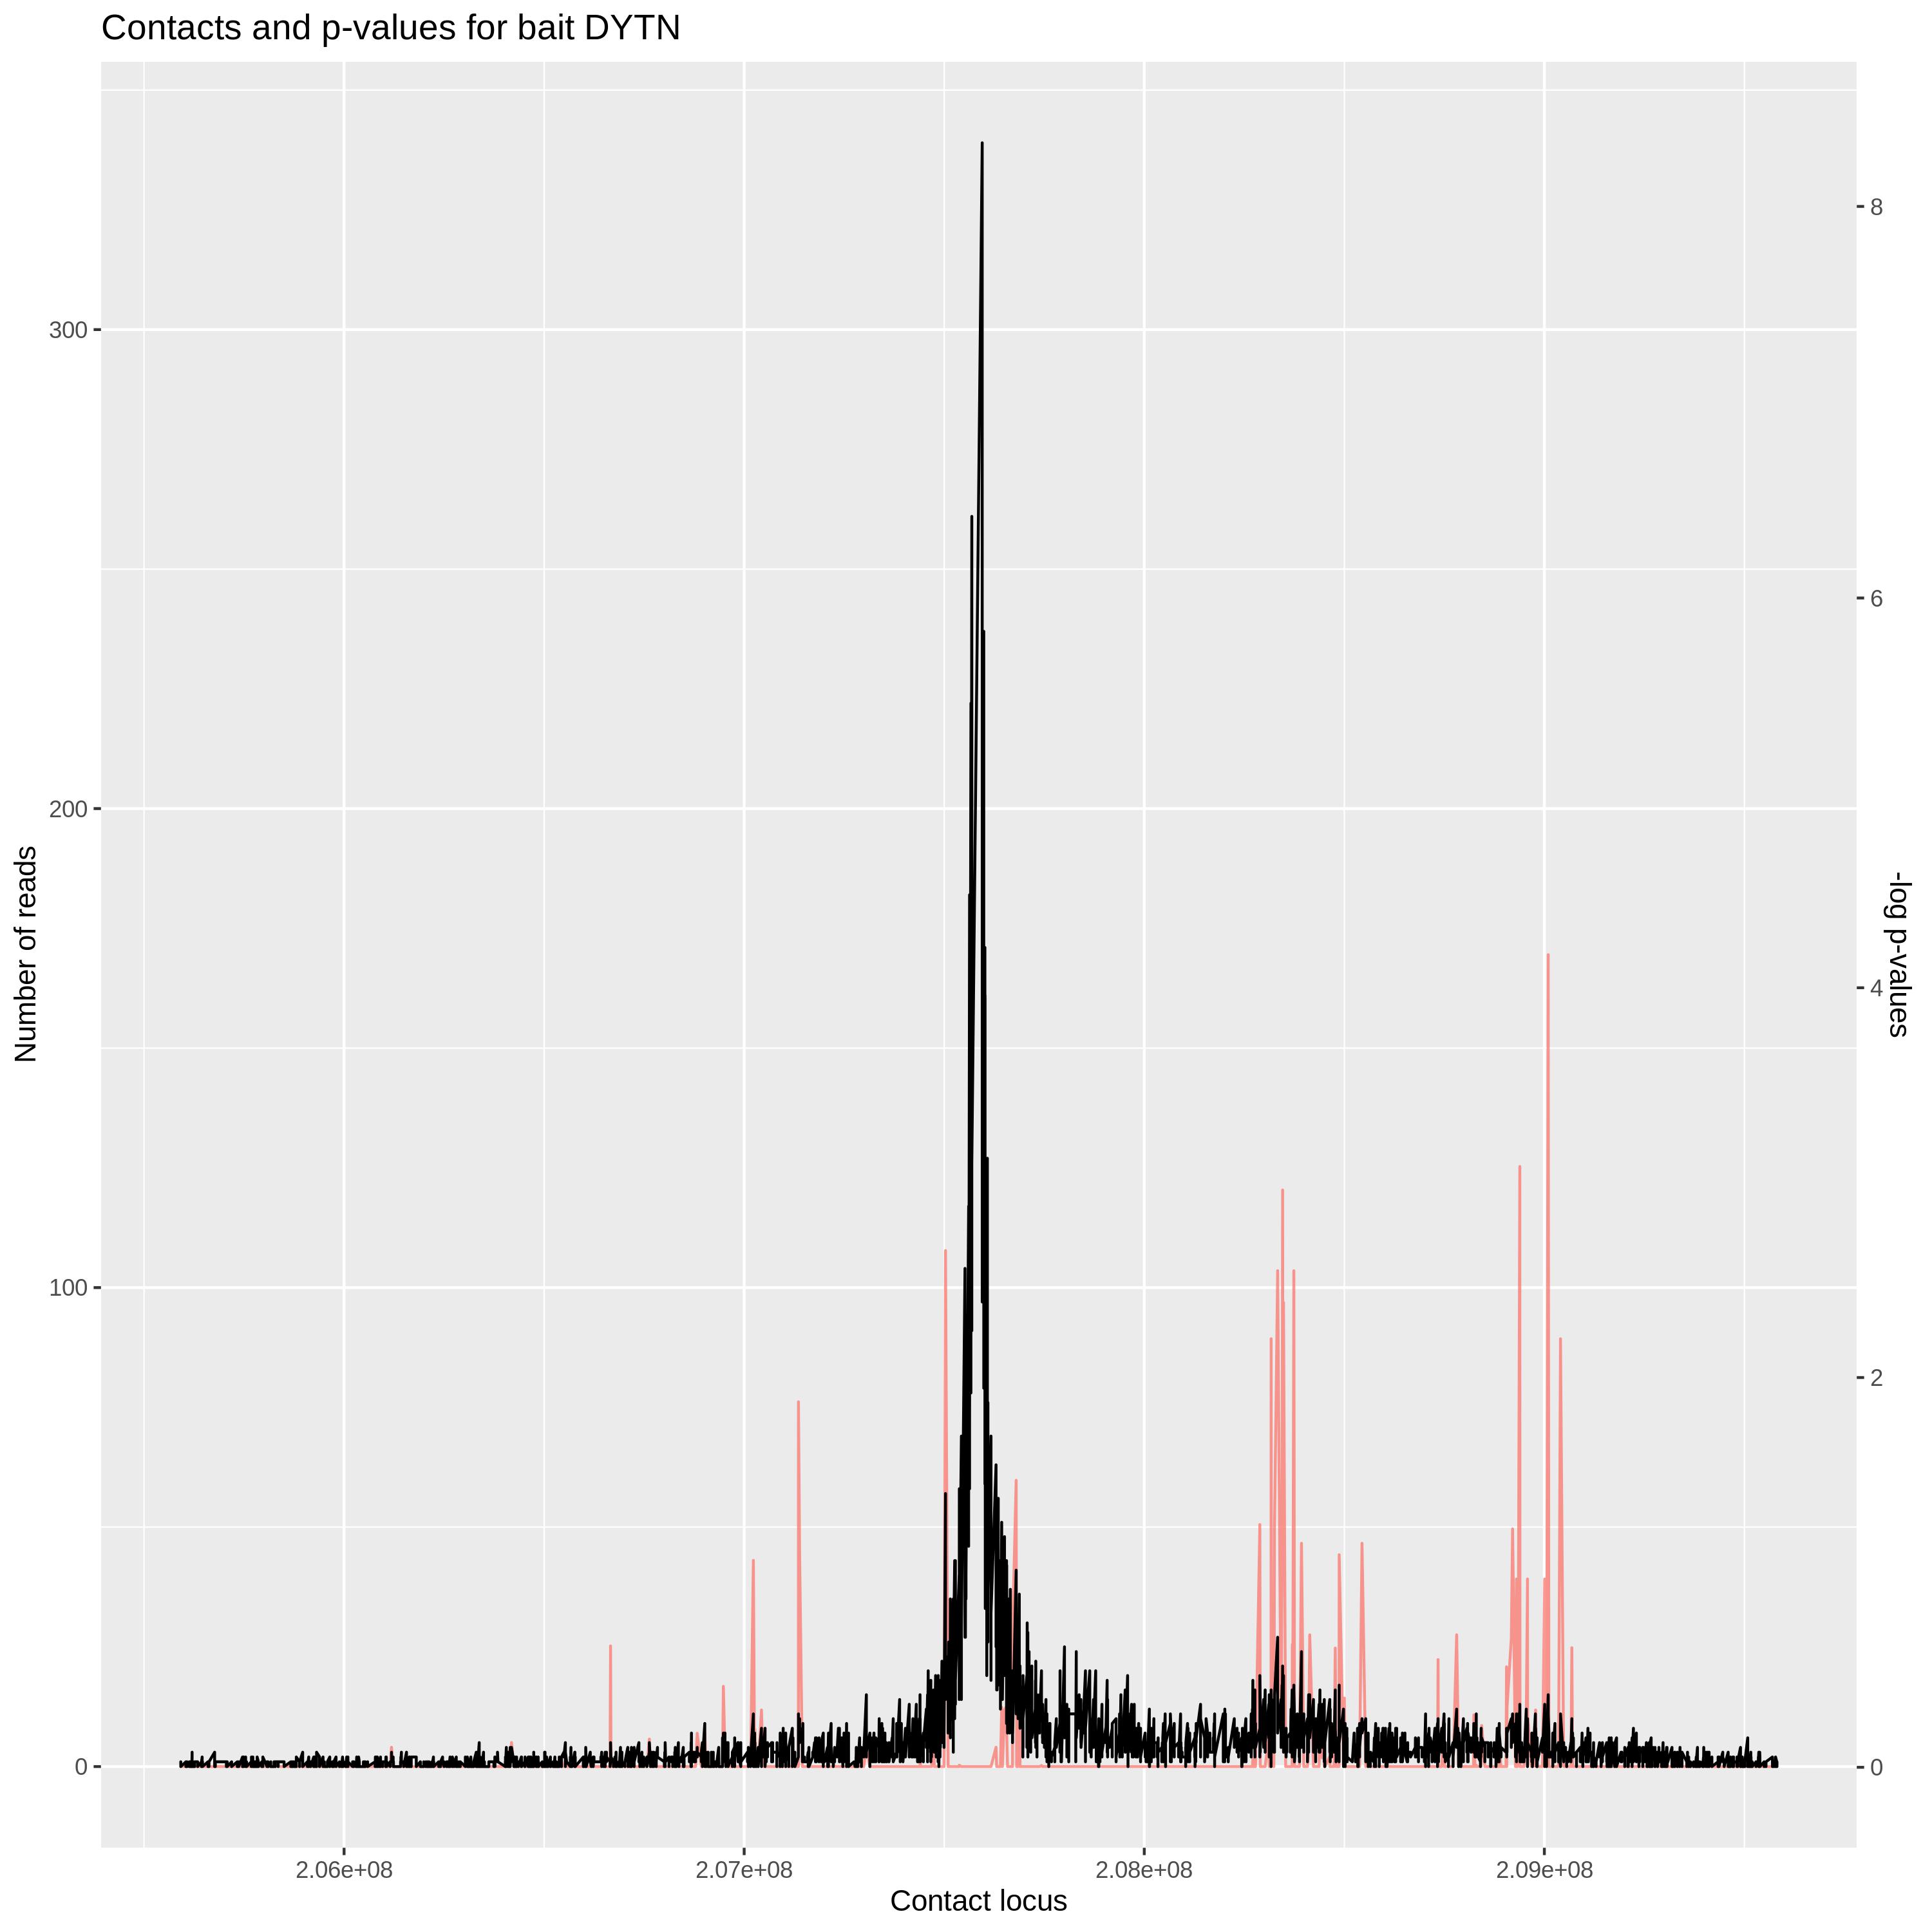 Contacts and p-values for bait DYTN
300
200
100
0
Number of reads
8
6
4
2
0
-log p-values
2.06e+08
2.07e+08
2.08e+08
2.09e+08
Contact locus